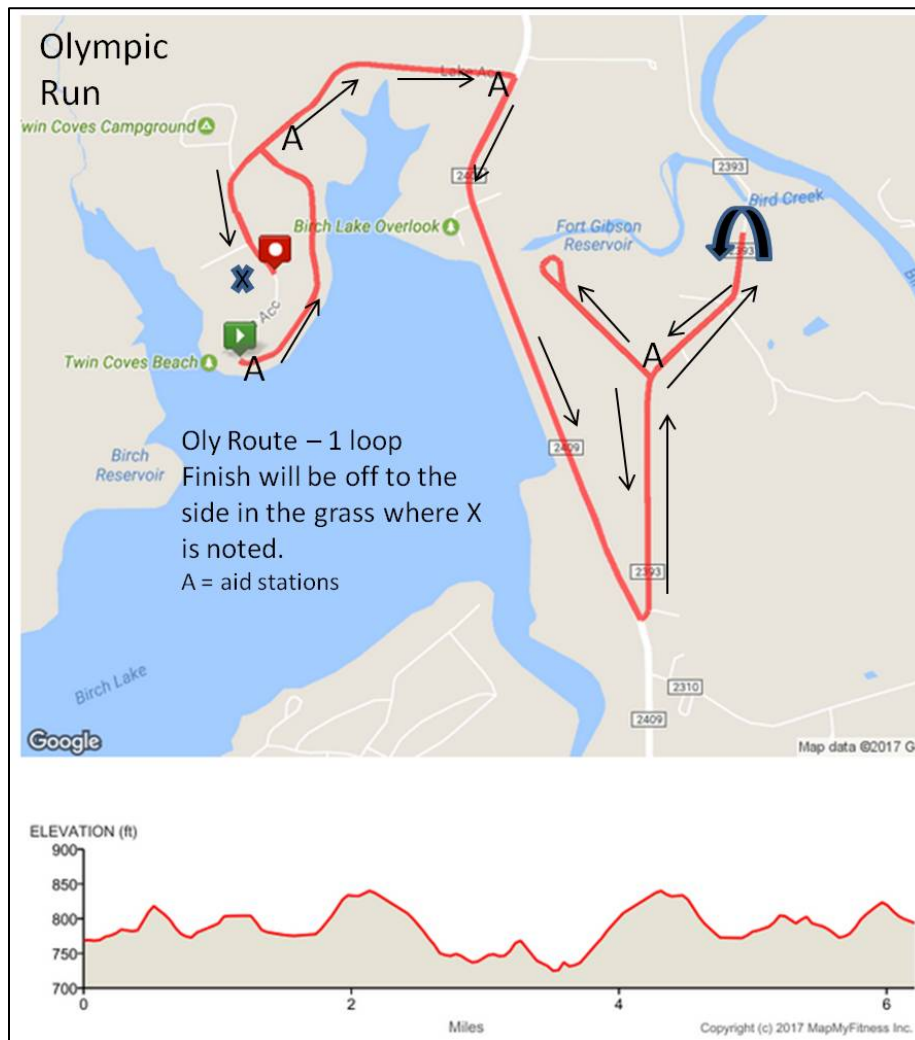 Olympic
Run
Lake Acc
A
A
Twin Coves Campground
2393
2409
Bird Creek
Birch Lake Overlook
Fort Gibson
Reservoir
2393
X
Acc
A
Twin Coves Beach
A
Oly Route – 1 loop
Finish will be off to the
side in the grass where X
is noted.
A = aid stations
Birch
Reservoir
2409
2393
Birch Lake
2310
2409
Google
Map data ©2017 G
ELEVATION (ft)
900
850
800
750
700
0
2
4
6
Miles
Copyright (c) 2017 MapMyFitness Inc.